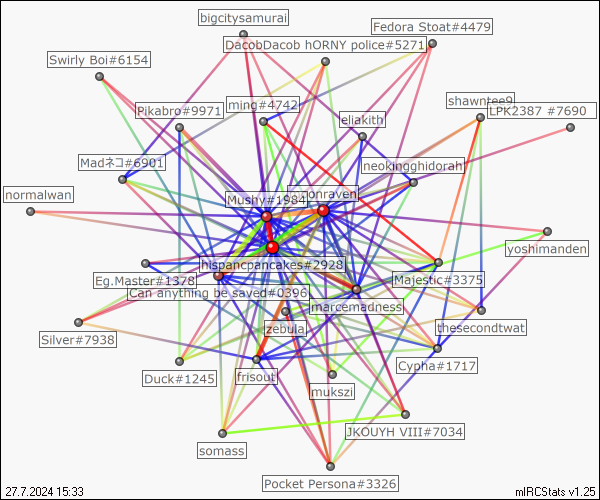 bigcitysamurai
Fedora Stoat#4479
DacobDacob hORNY police#5271
Swirly Boi#6154
shawntee9
LPK2387 #7690
Pikabro#9971
ming#4742
eliakith
Madネコ#6901
neokingghidorah
normalwan
Mushy#1984
onraven
yoshimanden
hispancpancakes#2928
Eg.Master#1378
Majestic#3375
Can anything be saved#0396
marcemadness
zebula
thesecondtwat
Silver#7938
Cypha#1717
Duck#1245
frisout
mukszi
JKOUYH VIII#7034
somass
Pocket Persona#3326
27.7.2024 15:33
mIRCStats v1.25